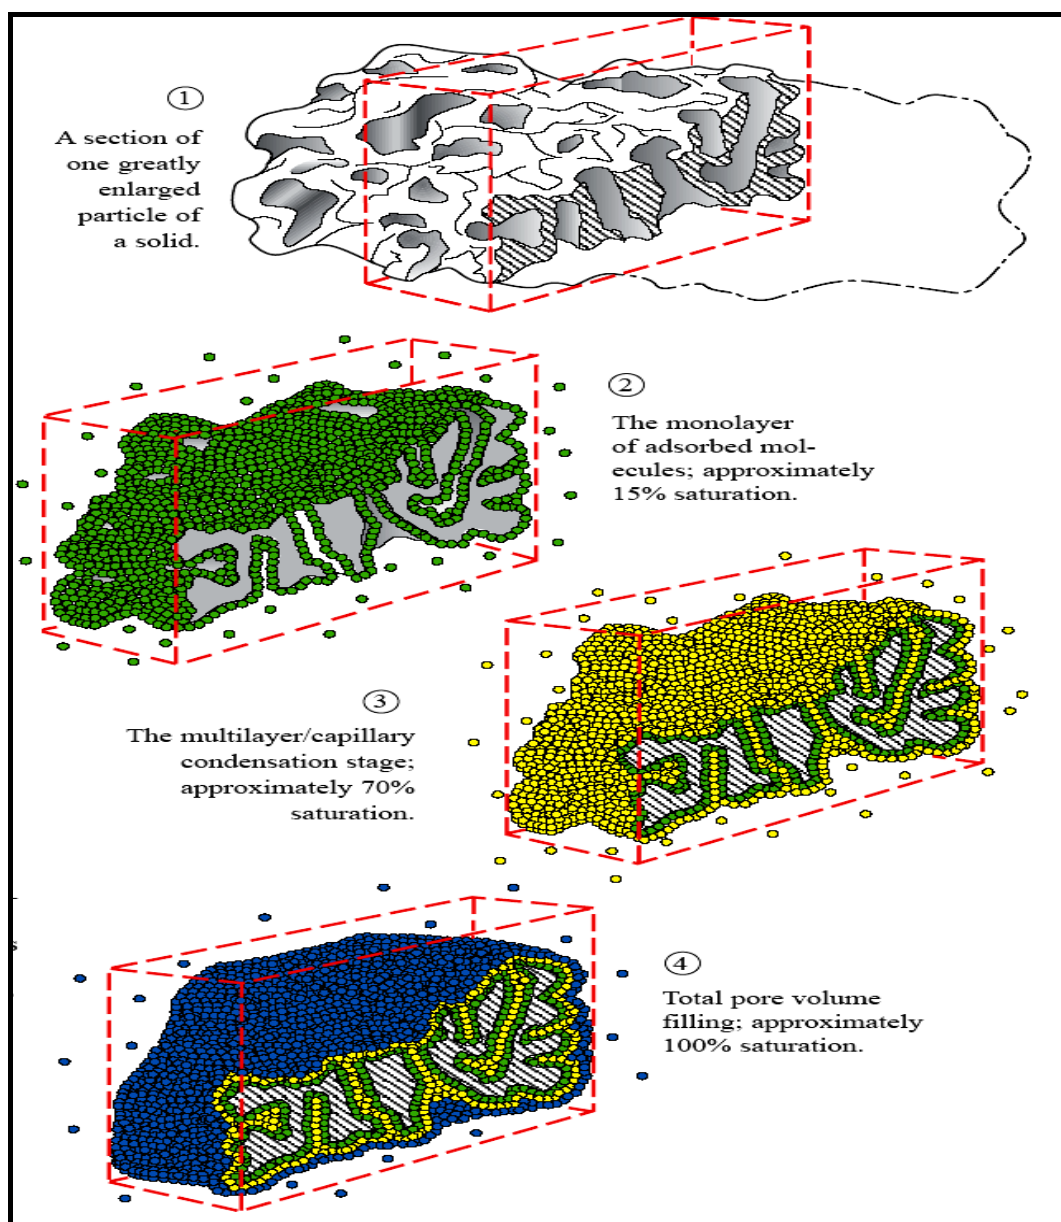 ①
A section of
one greatly
enlarged
particle of
a solid.
②
The monolayer
of adsorbed mol-
ecules; approximately
15% saturation.
③
The multilayer/capillary
condensation stage;
approximately 70%
saturation.
④
Total pore volume
filling; approximately
100% saturation.